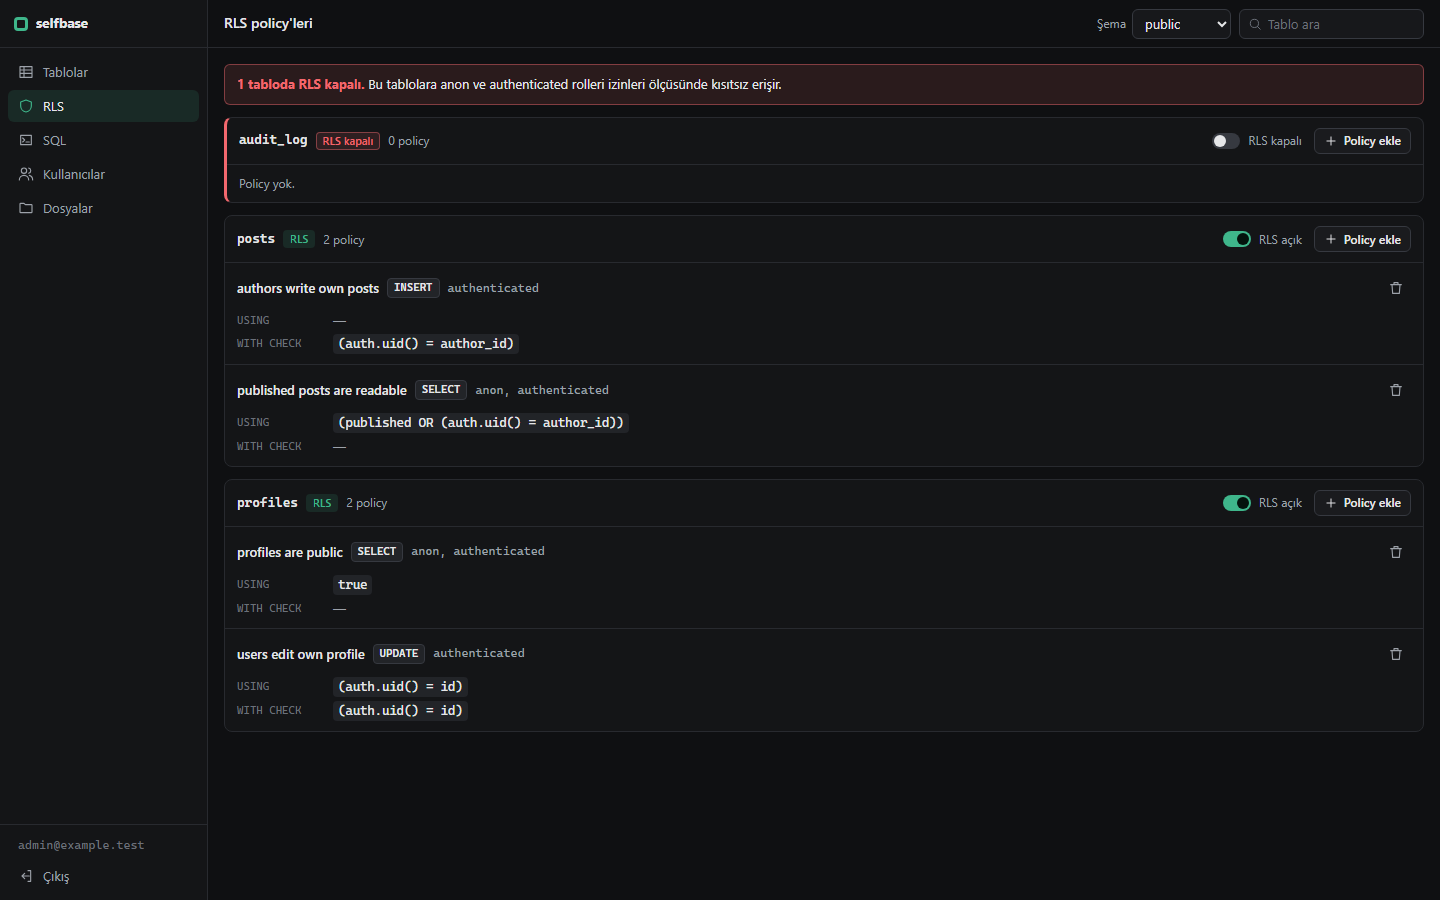 selfbase
RLS policy'leri
Şema public Tablo ara
Tablolar
RLS
SQL
Kullanıcılar
Dosyalar
1 tabloda RLS kapalı. Bu tablolara anon ve authenticated rolleri izinleri ölçüsünde kısıtsız erişir.
audit_log RLS kapalı 0 policy RLS kapalı + Policy ekle
Policy yok.
posts RLS 2 policy RLS açık + Policy ekle
authors write own posts INSERT authenticated
USING —
WITH CHECK (auth.uid() = author_id)
published posts are readable SELECT anon, authenticated
USING (published OR (auth.uid() = author_id))
WITH CHECK —
profiles RLS 2 policy RLS açık + Policy ekle
profiles are public SELECT anon, authenticated
USING true
WITH CHECK —
users edit own profile UPDATE authenticated
USING (auth.uid() = id)
WITH CHECK (auth.uid() = id)
admin@example.test
Çıkış